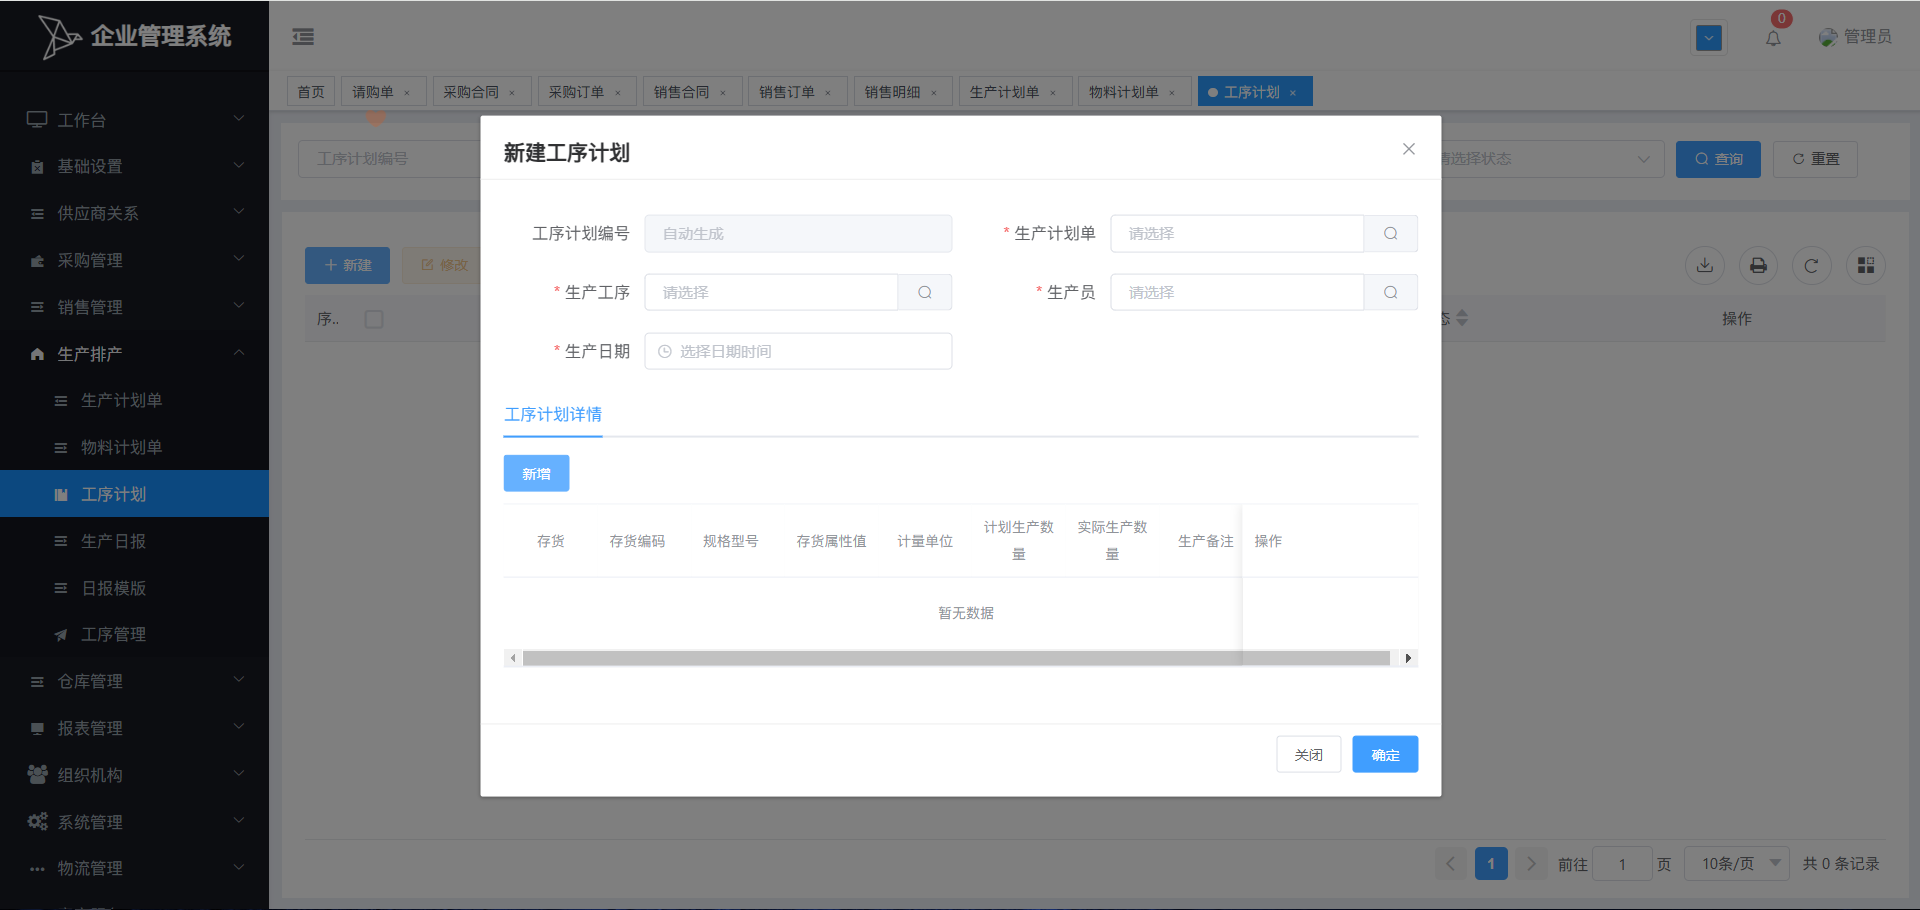 企业管理系统
0
管理员
首页
请购单 ×
采购合同 ×
采购订单 ×
销售合同 ×
销售订单 ×
销售明细 ×
生产计划单 ×
物料计划单 ×
工序计划 ×
工作台
基础设置
供应商关系
采购管理
销售管理
生产排产
生产计划单
物料计划单
工序计划
生产日报
日报模版
工序管理
仓库管理
报表管理
组织机构
系统管理
物流管理
工序计划编号
请选择状态
查询
重置
新建
修改
序..
态
操作
新建工序计划
工序计划编号 自动生成
* 生产计划单 请选择
* 生产工序 请选择
* 生产员 请选择
* 生产日期 选择日期时间
工序计划详情
新增
存货
存货编码
规格型号
存货属性值
计量单位
计划生产数
量
实际生产数
量
生产备注
操作
暂无数据
关闭
确定
1
前往 1 页
10条/页
共 0 条记录